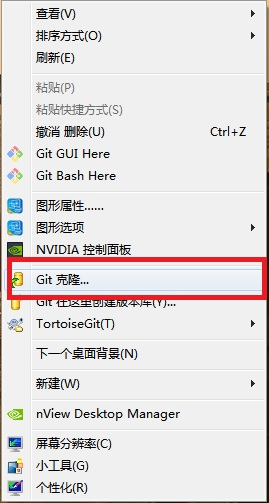 查看(V)
排序方式(O)
刷新(E)
粘贴(P)
粘贴快捷方式(S)
撤消 删除(U) Ctrl+Z
Git GUI Here
Git Bash Here
图形属性......
图形选项
NVIDIA 控制面板
Git 克隆...
Git 在这里创建版本库(Y)...
TortoiseGit(T)
下一个桌面背景(N)
新建(W)
nView Desktop Manager
屏幕分辨率(C)
小工具(G)
个性化(R)